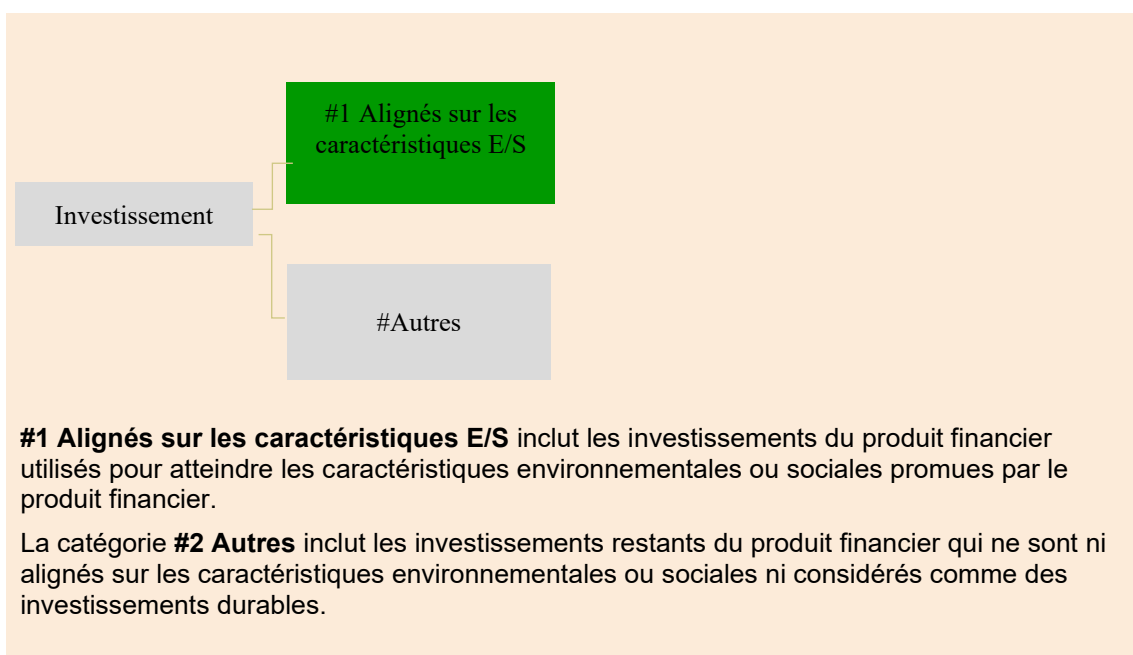 #1 Alignés sur les
caractéristiques E/S
Investissement
#Autres
#1 Alignés sur les caractéristiques E/S inclut les investissements du produit financier
utilisés pour atteindre les caractéristiques environnementales ou sociales promues par le
produit financier.
La catégorie #2 Autres inclut les investissements restants du produit financier qui ne sont ni
alignés sur les caractéristiques environnementales ou sociales ni considérés comme des
investissements durables.